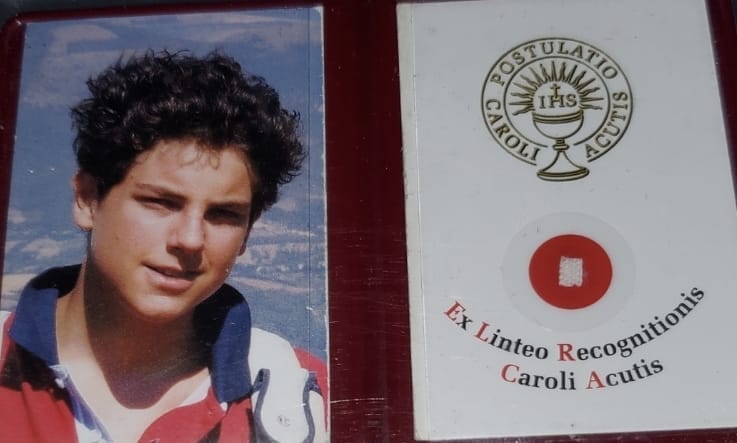 POSTULATIO
CAROLI ACUTIS
IHS
Ex Linteo Recognitionis
Caroli Acutis